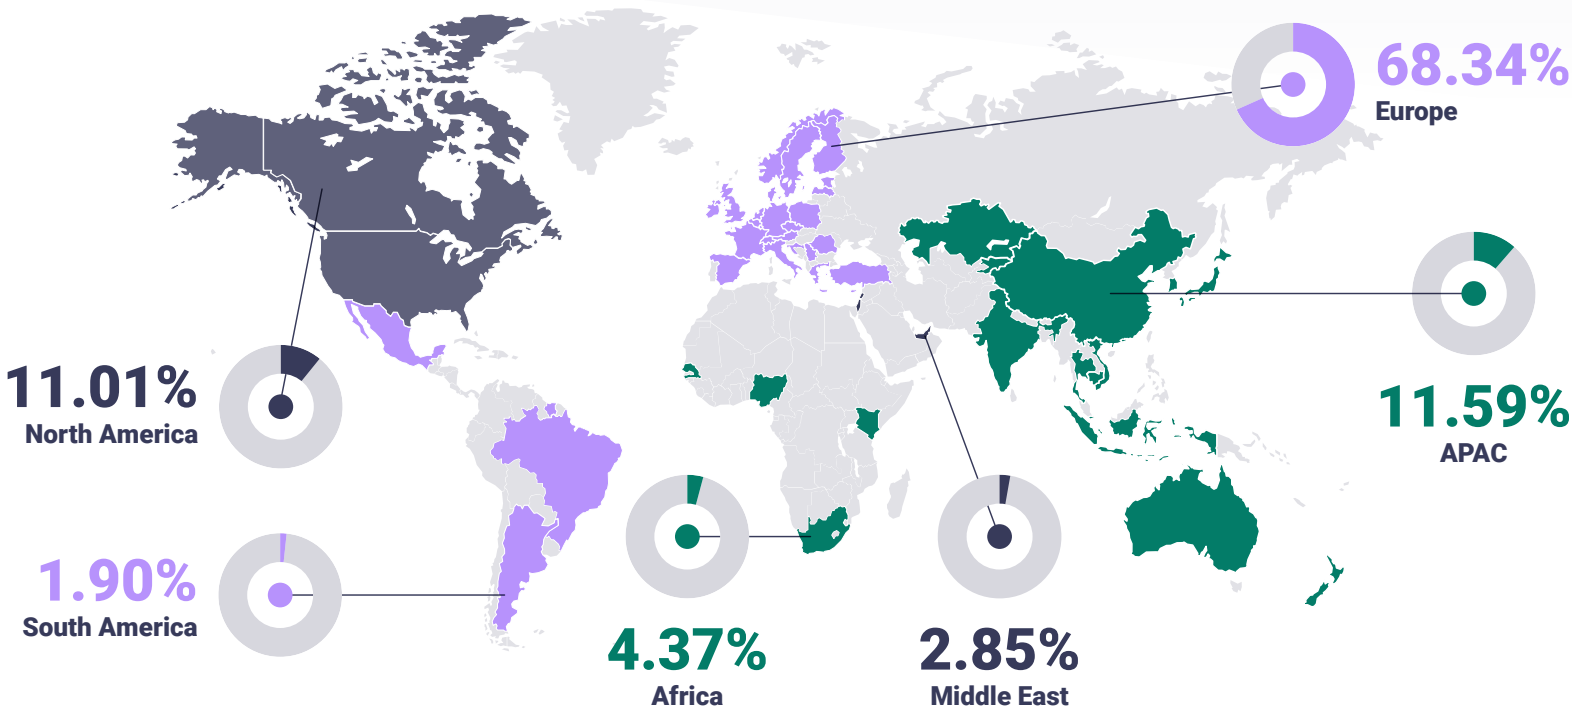 68.34%
Europe
11.01%
North America
11.59%
APAC
1.90%
South America
4.37%
Africa
2.85%
Middle East